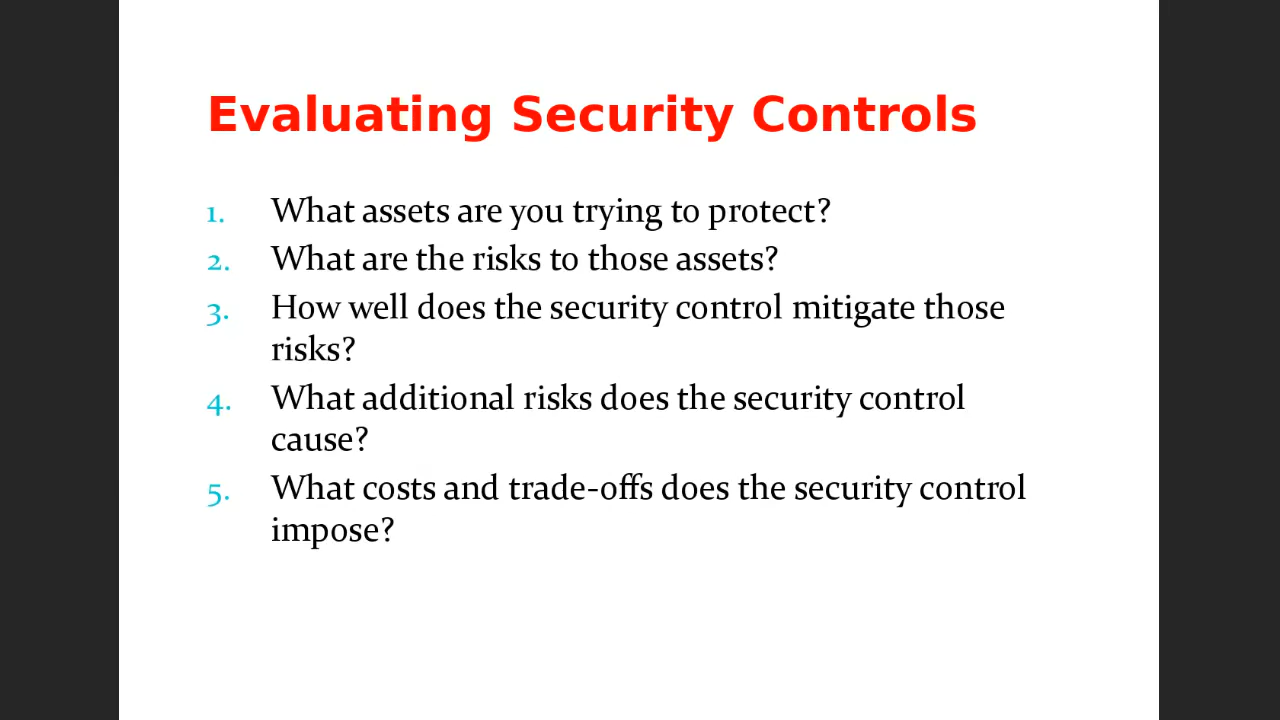 Evaluating Security Controls
1. What assets are you trying to protect?
2. What are the risks to those assets?
3. How well does the security control mitigate those
risks?
4. What additional risks does the security control
cause?
5. What costs and trade-offs does the security control
impose?